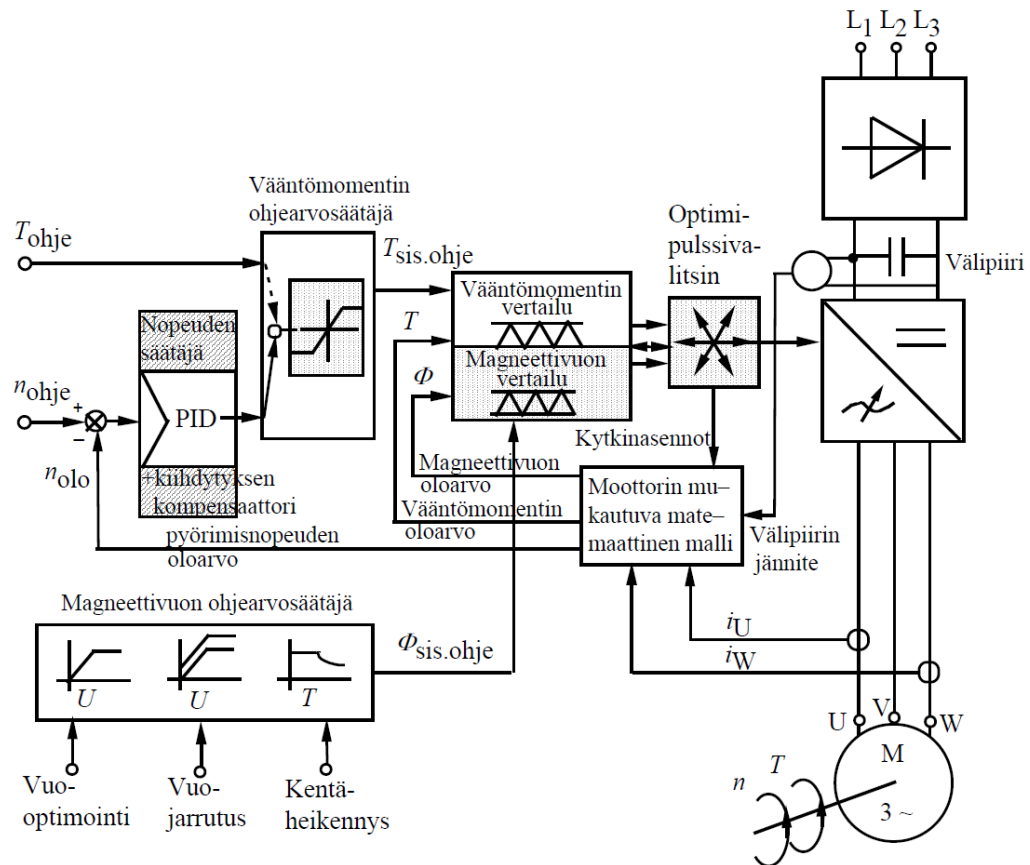 L1 L2 L3
Vääntömomentin
ohjearvosäätäjä
Tohje
Tsis.ohje
Optimi-
pulssiva-
litsin
Välipiiri
Vääntömomentin
vertailu
T
Nopeuden
säätäjä
Magneettivuon
vertailu
Φ
nohje
+
−
PID
nolo
+kiihdytyksen
kompensaattori
Kytkinasennot
Magneettivuon
oloarvo
Vääntömomentin
oloarvo
pyörimisnopeuden
oloarvo
Moottorin mu–
kautuva mate–
maattinen malli
Välipiirin
jännite
Magneettivuon ohjearvosäätäjä
Φsis.ohje
iU
iW
U U T
U V W
Vuo-
optimointi
Vuo-
jarrutus
Kentä-
heikennys
n T
M
3 ~